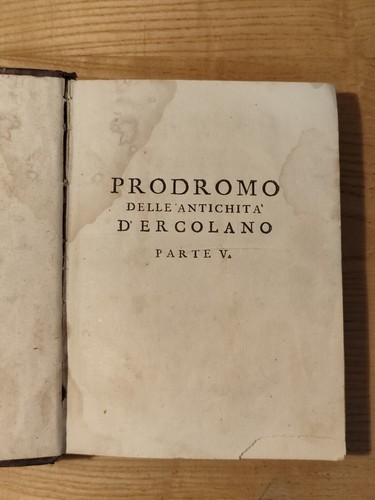 PRODROMO
DELLE ANTICHITA'
D'ERCOLANO
PARTE V.